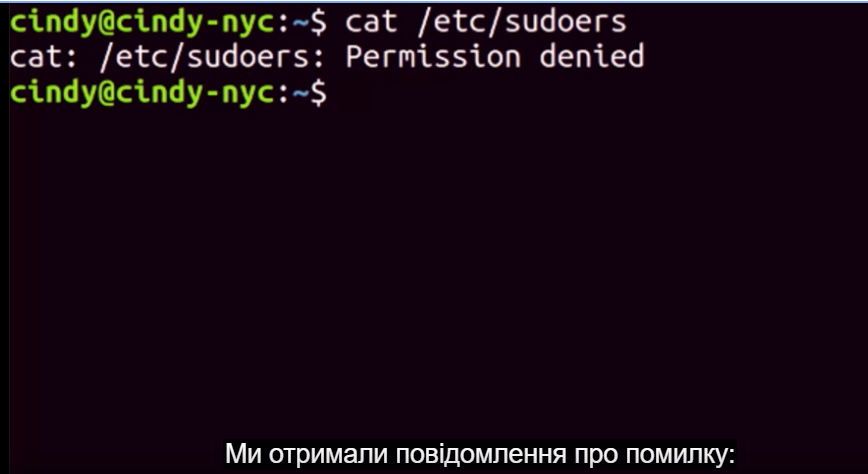 cindy@cindy-nyc:~$ cat /etc/sudoers
cat: /etc/sudoers: Permission denied
cindy@cindy-nyc:~$
Ми отримали повідомлення про помилку: